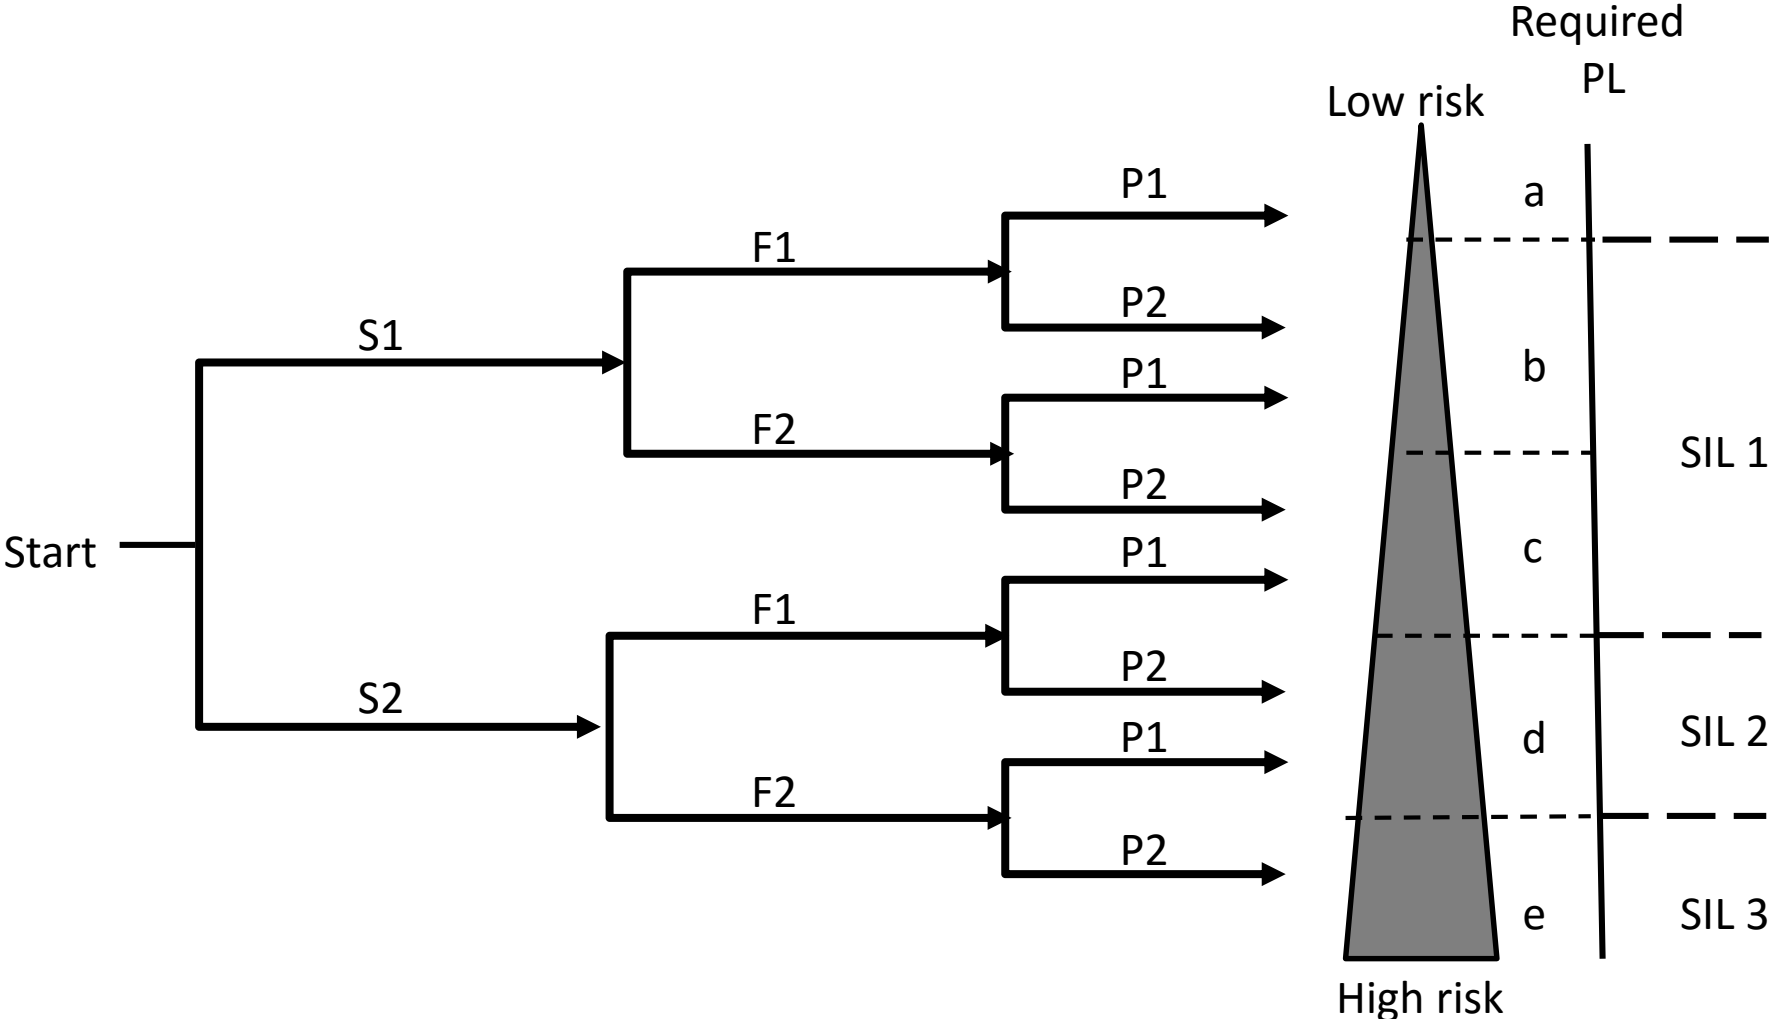 Required
PL
Low risk
P1
a
F1
P2
S1
P1
b
F2
SIL 1
P2
Start
P1
c
F1
P2
S2
P1
d
SIL 2
F2
P2
e
SIL 3
High risk